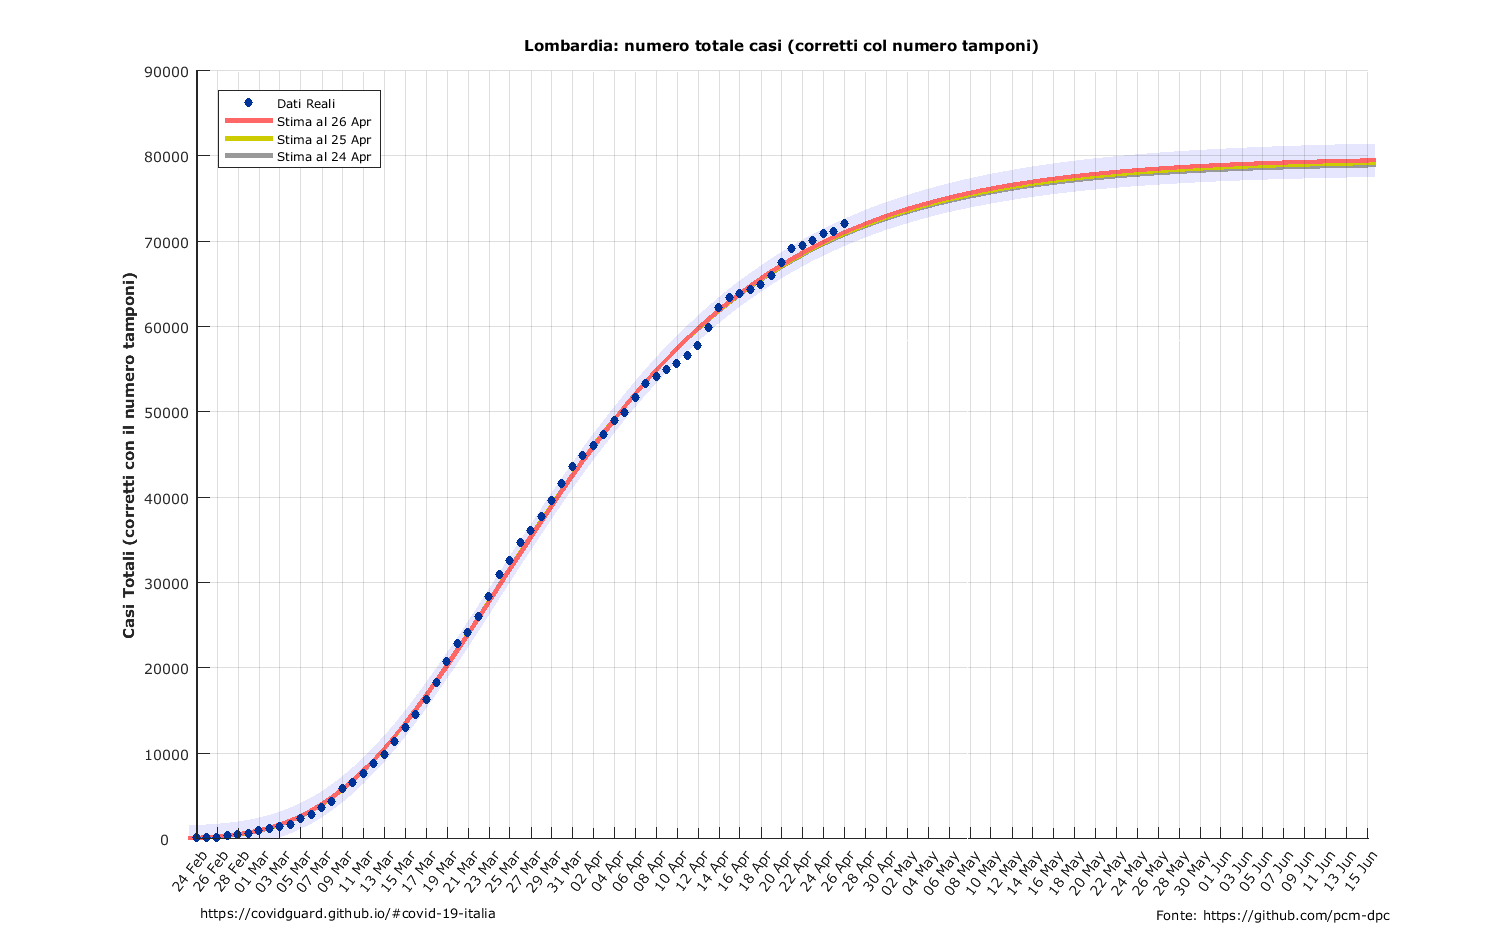 Lombardia: numero totale casi (corretti col numero tamponi)
90000
80000
70000
60000
50000
40000
30000
20000
10000
0
Dati Reali
Stima al 26 Apr
Stima al 25 Apr
Stima al 24 Apr
Casi Totali (corretti con il numero tamponi)
24 Feb
26 Feb
28 Feb
01 Mar
03 Mar
05 Mar
07 Mar
09 Mar
11 Mar
13 Mar
15 Mar
17 Mar
19 Mar
21 Mar
23 Mar
25 Mar
27 Mar
29 Mar
31 Mar
02 Apr
04 Apr
06 Apr
08 Apr
10 Apr
12 Apr
14 Apr
16 Apr
18 Apr
20 Apr
22 Apr
24 Apr
26 Apr
28 Apr
30 Apr
02 May
04 May
06 May
08 May
10 May
12 May
14 May
16 May
18 May
20 May
22 May
24 May
26 May
28 May
30 May
01 Jun
03 Jun
05 Jun
07 Jun
09 Jun
11 Jun
13 Jun
15 Jun
https://covidguard.github.io/#covid-19-italia
Fonte: https://github.com/pcm-dpc